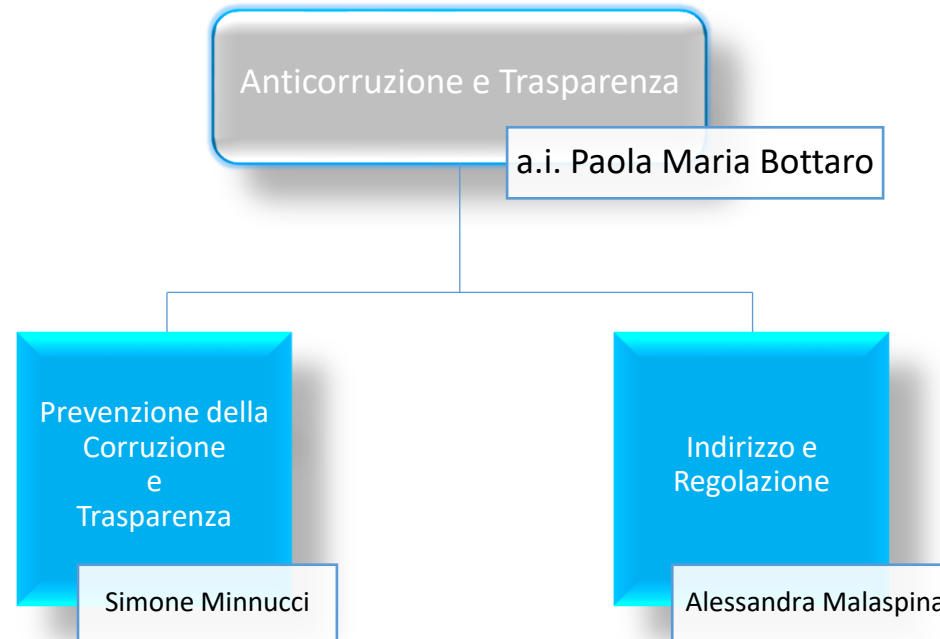 Anticorruzione e Trasparenza
a.i. Paola Maria Bottaro
Prevenzione della
Corruzione
e
Trasparenza
Simone Minnucci
Indirizzo e
Regolazione
Alessandra Malaspina